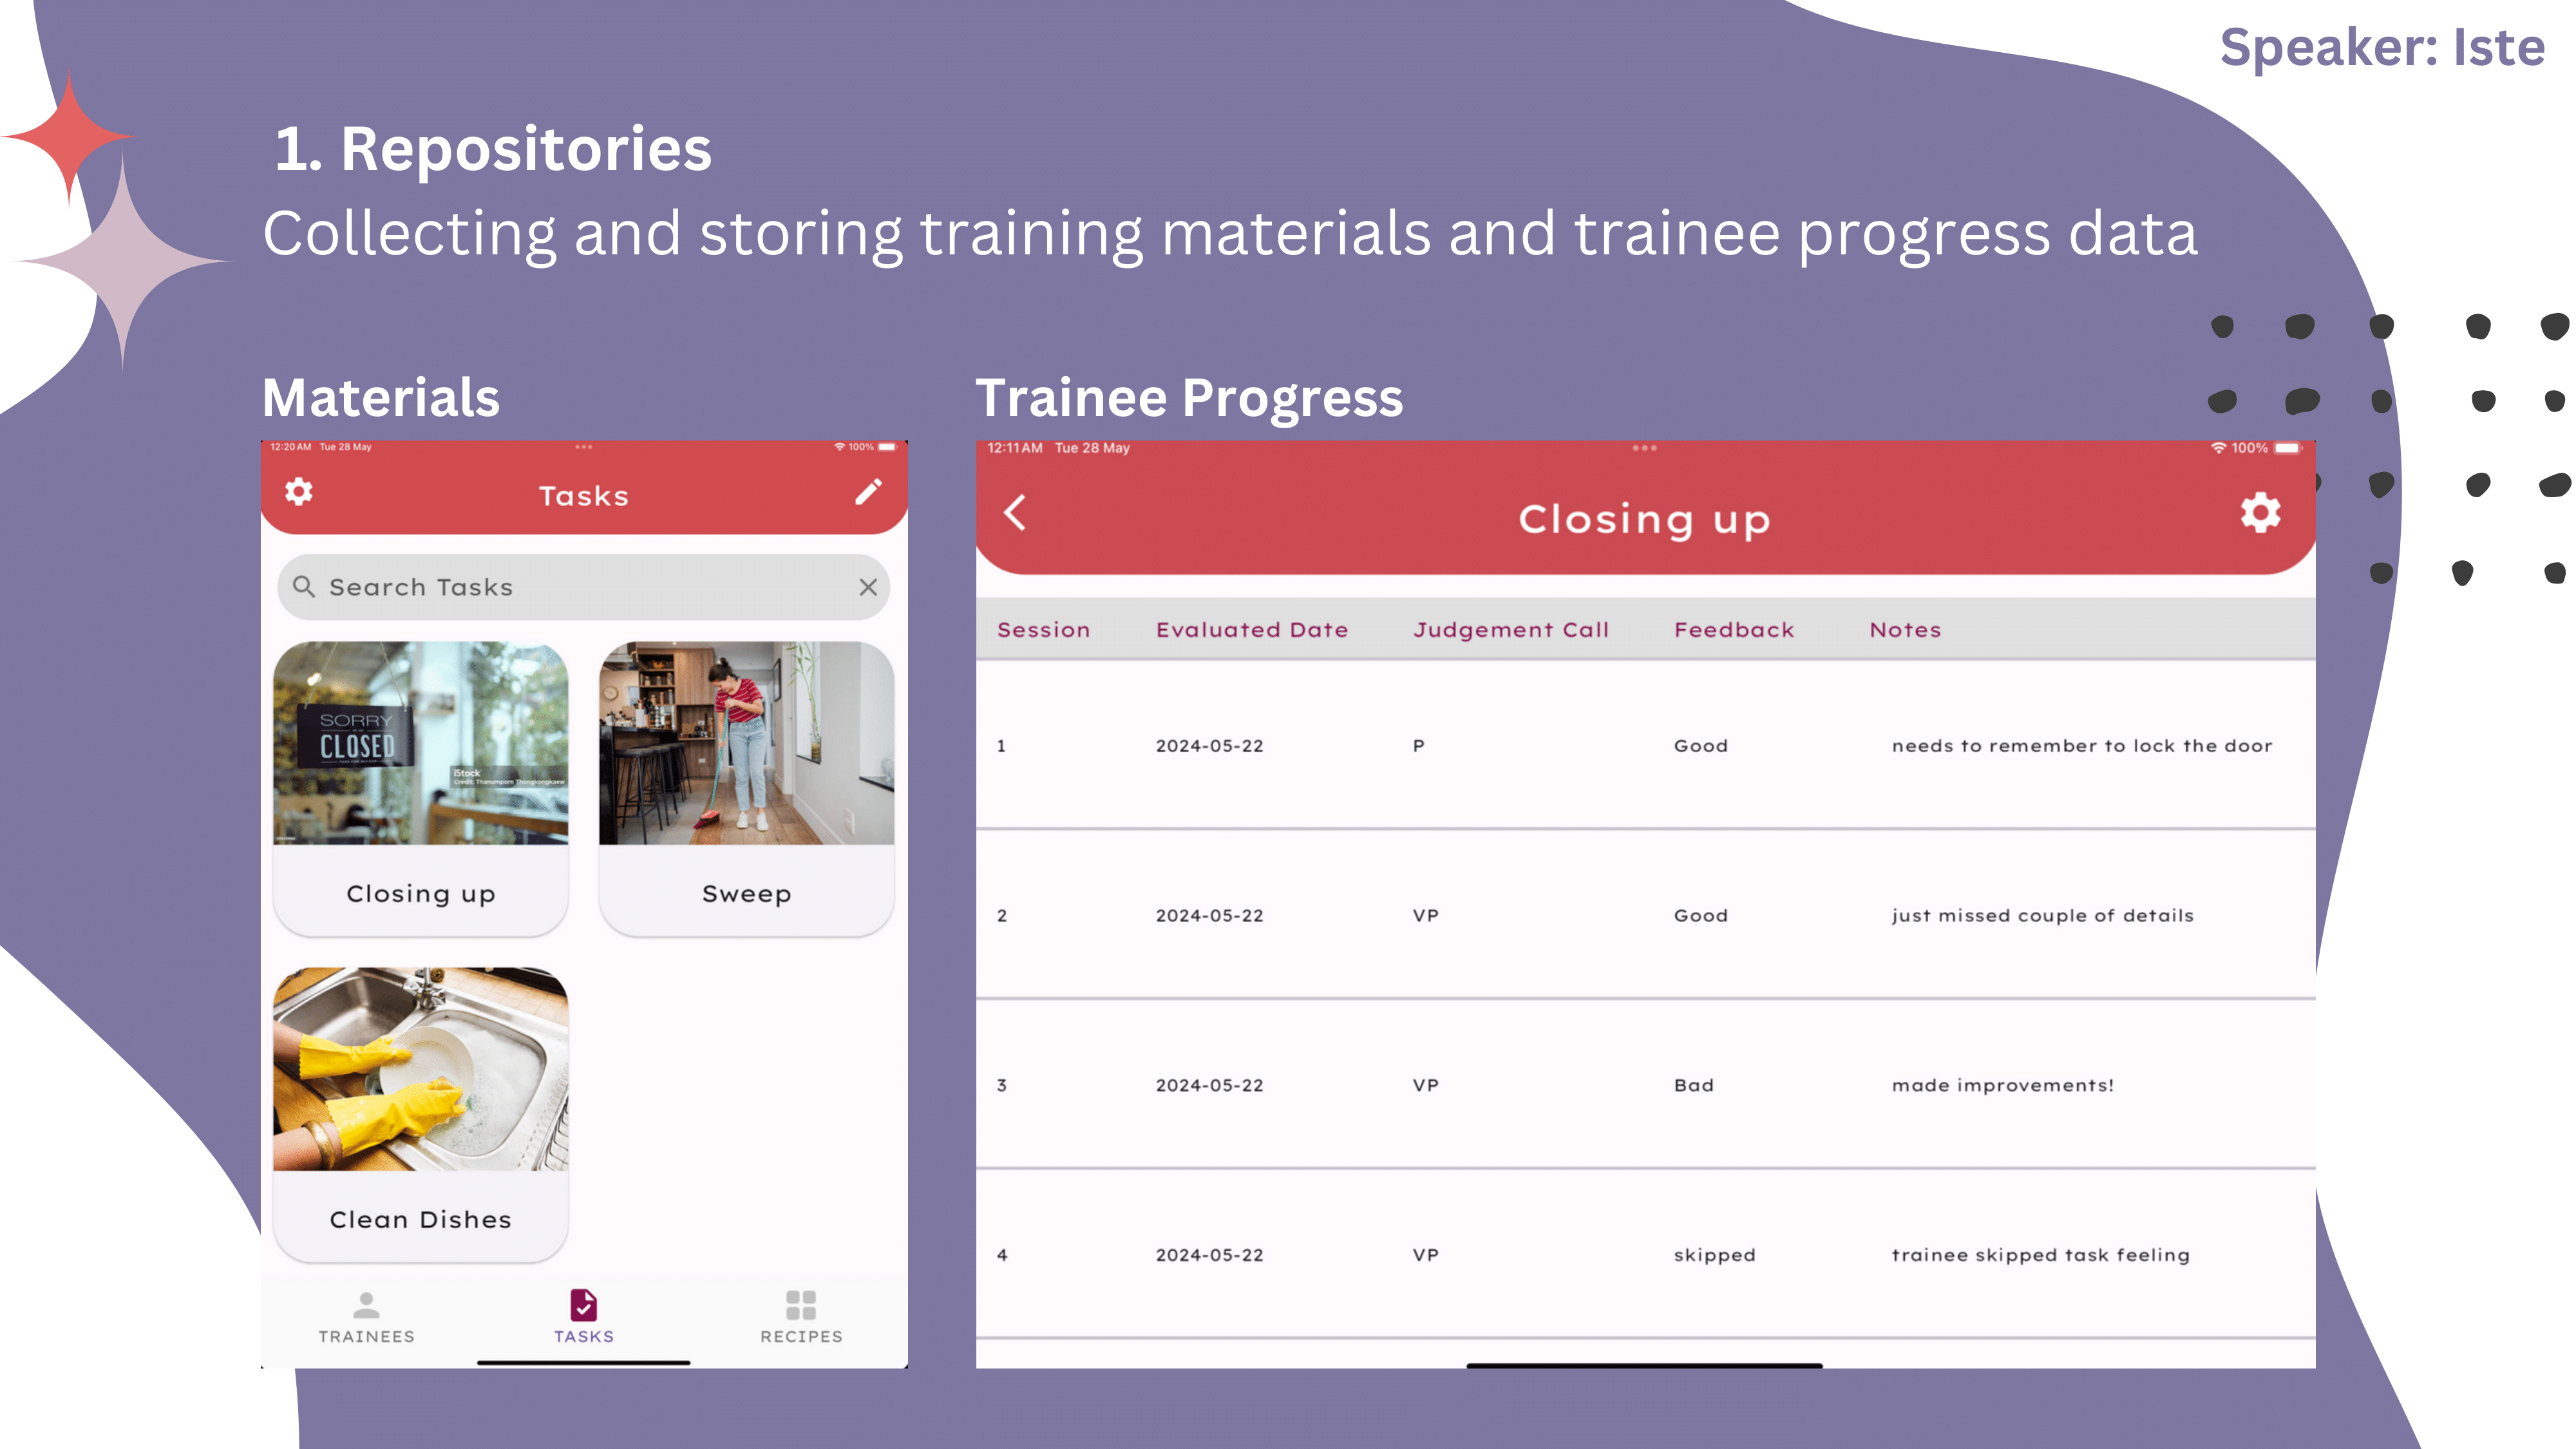 Speaker: Iste
1. Repositories
Collecting and storing training materials and trainee progress data
Materials
12:20 AM Tue 28 May 100%
Tasks
Search Tasks
SORRY
CLOSED
iStock
Credit: Thanumporn Thongkongkaew
Closing up
Sweep
Clean Dishes
TRAINEES TASKS RECIPES
Trainee Progress
12:11 AM Tue 28 May 100%
Closing up
Session Evaluated Date Judgement Call Feedback Notes
1 2024-05-22 P Good needs to remember to lock the door
2 2024-05-22 VP Good just missed couple of details
3 2024-05-22 VP Bad made improvements!
4 2024-05-22 VP skipped trainee skipped task feeling